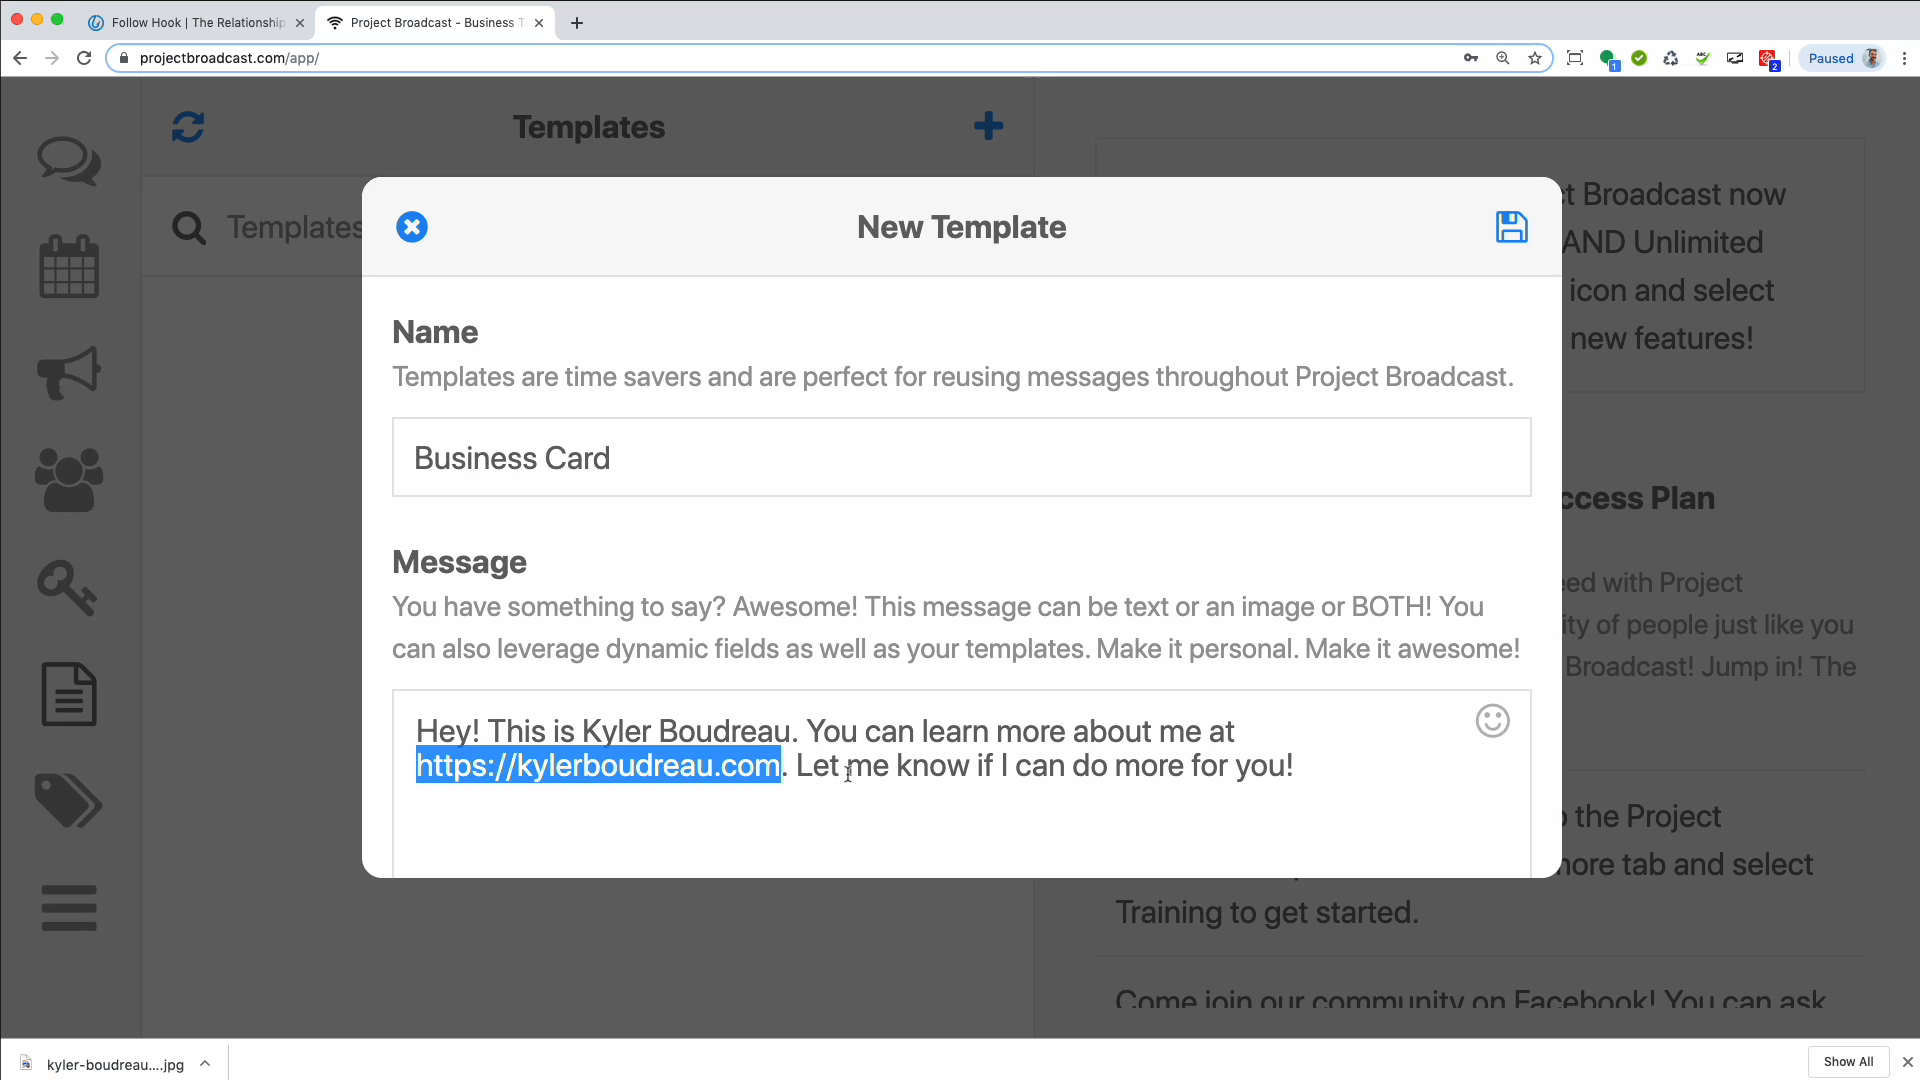 Follow Hook | The Relationship
Project Broadcast - Business T
projectbroadcast.com/app/
ABC
1
2
Paused
Templates
Templates
t Broadcast now
AND Unlimited
icon and select
new features!
New Template
Name
Templates are time savers and are perfect for reusing messages throughout Project Broadcast.
Business Card
ccess Plan
Message
You have something to say? Awesome! This message can be text or an image or BOTH! You
can also leverage dynamic fields as well as your templates. Make it personal. Make it awesome!
eed with Project
ity of people just like you
Broadcast! Jump in! The
Hey! This is Kyler Boudreau. You can learn more about me at
https://kylerboudreau.com. Let me know if I can do more for you!
the Project
more tab and select
Training to get started.
Come join our community on Facebook! You can ask
kyler-boudreau....jpg
Show All